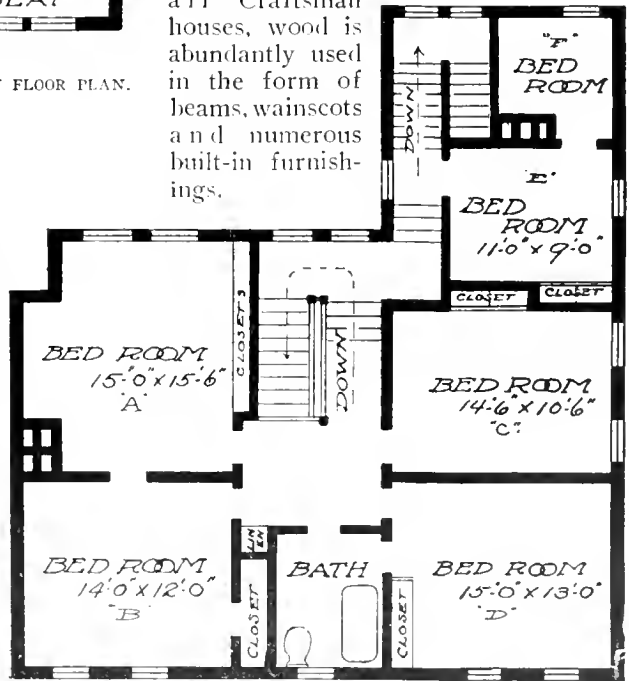 FLOOR PLAN.
houses, wood is
abundantly used
in the form of
beams, wainscots
and numerous
built-in furnish-
ings.
"F"
BED
ROOM
DOWN
"E"
BED
ROOM
11'-0" x 9'-0"
CLOSET
CLOSET
BED ROOM
15'-0" x 15'-6"
"A"
CLOSETS
DOWN
BED ROOM
14'-6" x 10'-6"
"C"
BED ROOM
14'-0" x 12'-0"
"B"
LIN
EN
CLOSET
BATH
CLOSET
BED ROOM
15'-0" x 13'-0"
"D"